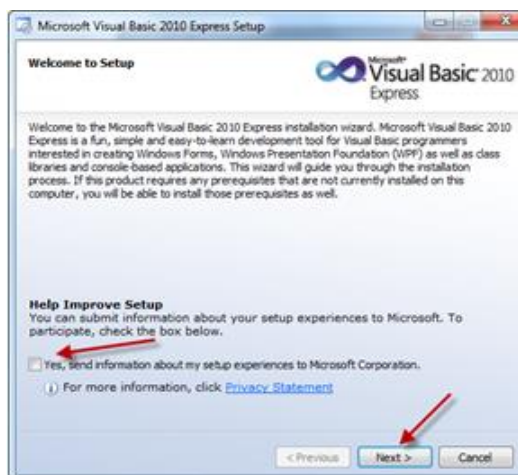 Microsoft Visual Basic 2010 Express Setup
Welcome to Setup
Microsoft®
Visual Basic® 2010
Express
Welcome to the Microsoft Visual Basic 2010 Express installation wizard. Microsoft Visual Basic 2010
Express is a fun, simple and easy-to-learn development tool for Visual Basic programmers
interested in creating Windows Forms, Windows Presentation Foundation (WPF) as well as class
libraries and console-based applications. This wizard will guide you through the installation
process. If this product requires any prerequisites that are not currently installed on this
computer, you will be able to install those prerequisites as well.
Help Improve Setup
You can submit information about your setup experiences to Microsoft. To
participate, check the box below.
Yes, send information about my setup experiences to Microsoft Corporation.
For more information, click Privacy Statement
< Previous
Next >
Cancel